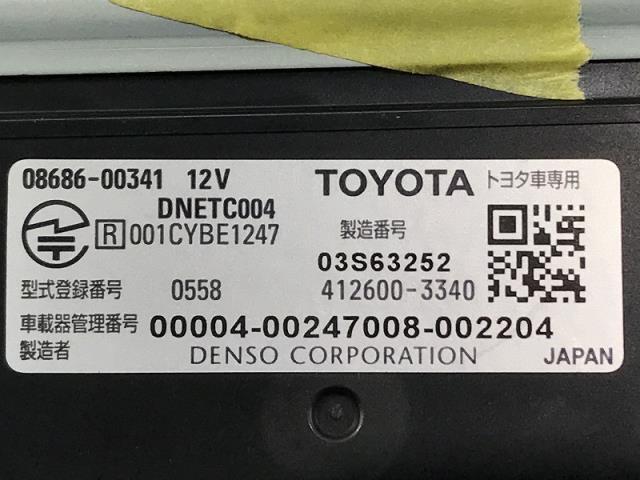 08686-00341 12V TOYOTA トヨタ車専用
DNETC004
R 001CYBE1247 製造番号
03S63252
型式登録番号 0558 412600-3340
車載器管理番号 00004-00247008-002204
製造者 DENSO CORPORATION JAPAN